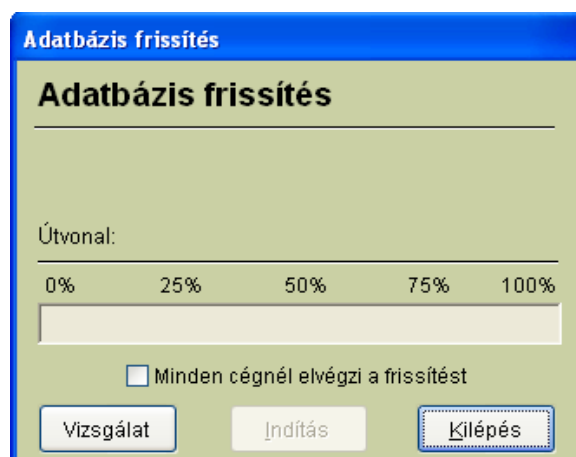 Adatbázis frissítés
Adatbázis frissítés
Útvonal:
0% 25% 50% 75% 100%
Minden cégnél elvégzi a frissítést
Vizsgálat Indítás Kilépés